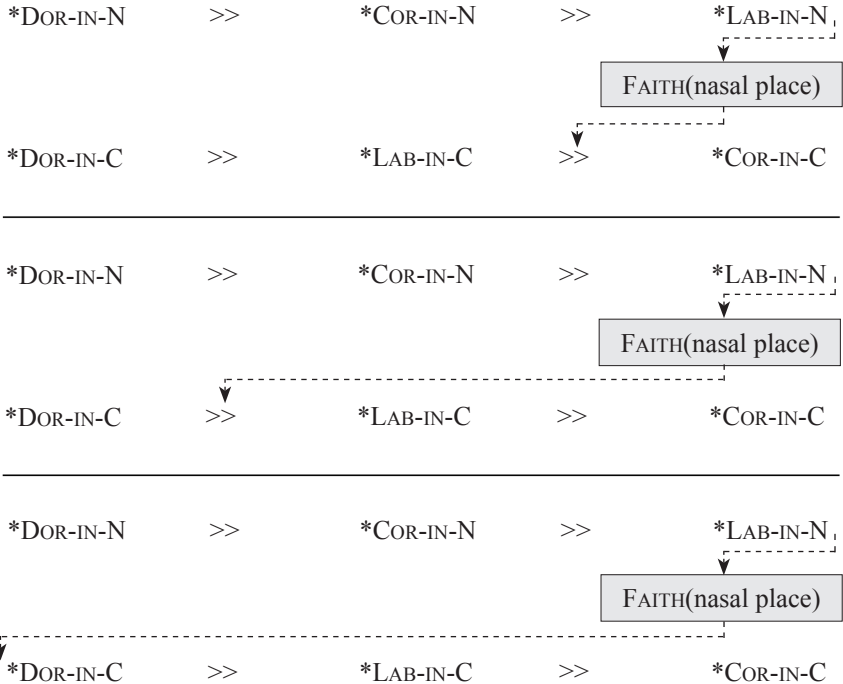 *DOR-IN-N >> *COR-IN-N >> *LAB-IN-N
FAITH(nasal place)
*DOR-IN-C >> *LAB-IN-C >> *COR-IN-C
*DOR-IN-N >> *COR-IN-N >> *LAB-IN-N
FAITH(nasal place)
*DOR-IN-C >> *LAB-IN-C >> *COR-IN-C
*DOR-IN-N >> *COR-IN-N >> *LAB-IN-N
FAITH(nasal place)
*DOR-IN-C >> *LAB-IN-C >> *COR-IN-C